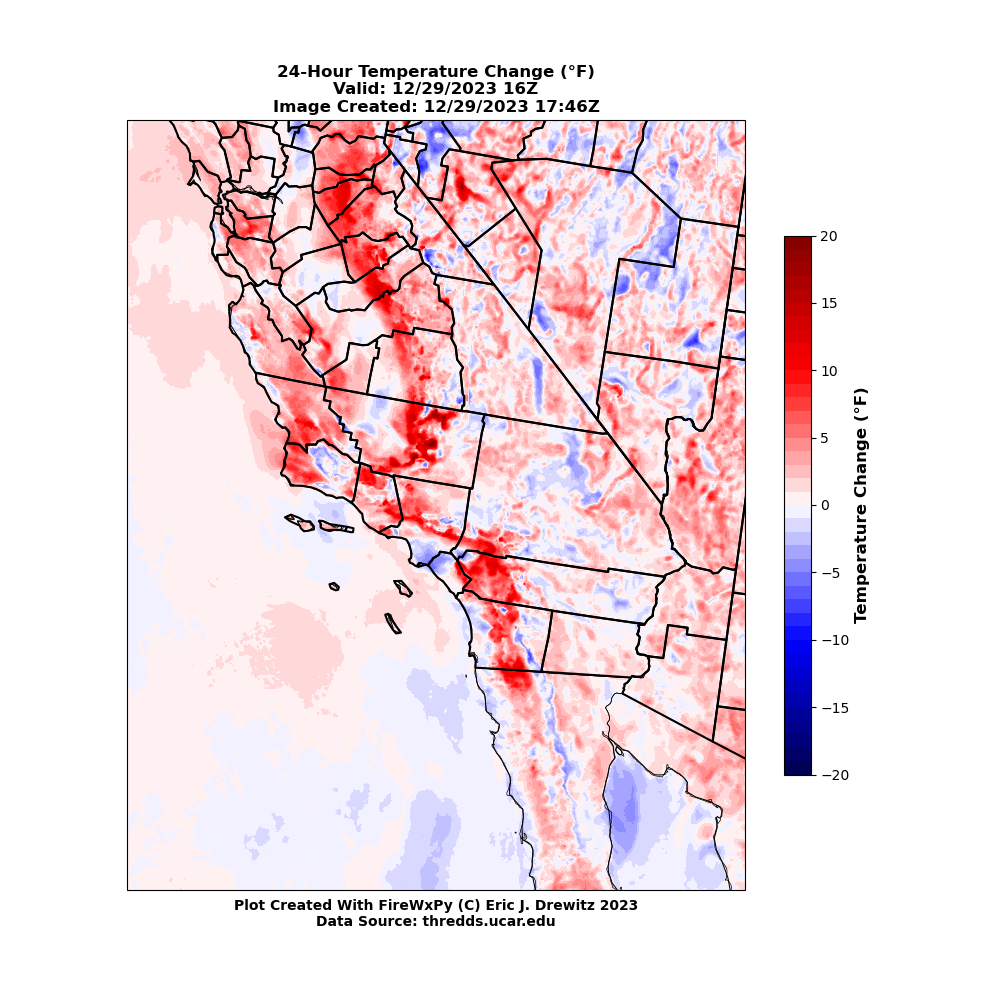 24-Hour Temperature Change (°F)
Valid: 12/29/2023 16Z
Image Created: 12/29/2023 17:46Z
20
15
10
5
0
−5
−10
−15
−20
Temperature Change (°F)
Plot Created With FireWxPy (C) Eric J. Drewitz 2023
Data Source: thredds.ucar.edu